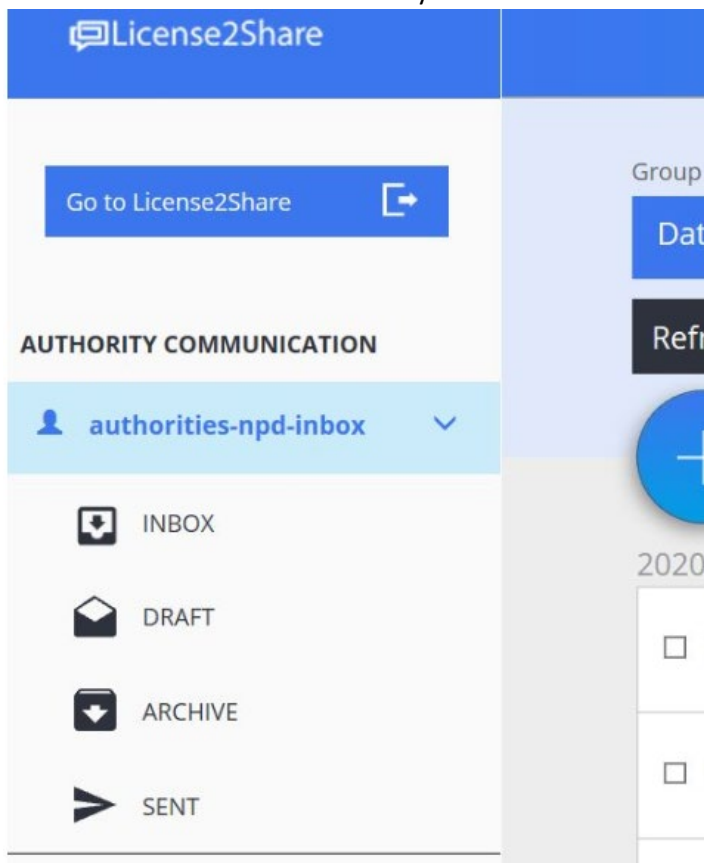 License2Share
Go to License2Share
AUTHORITY COMMUNICATION
authorities-npd-inbox
INBOX
DRAFT
ARCHIVE
SENT
Group
Dat
Refr
2020